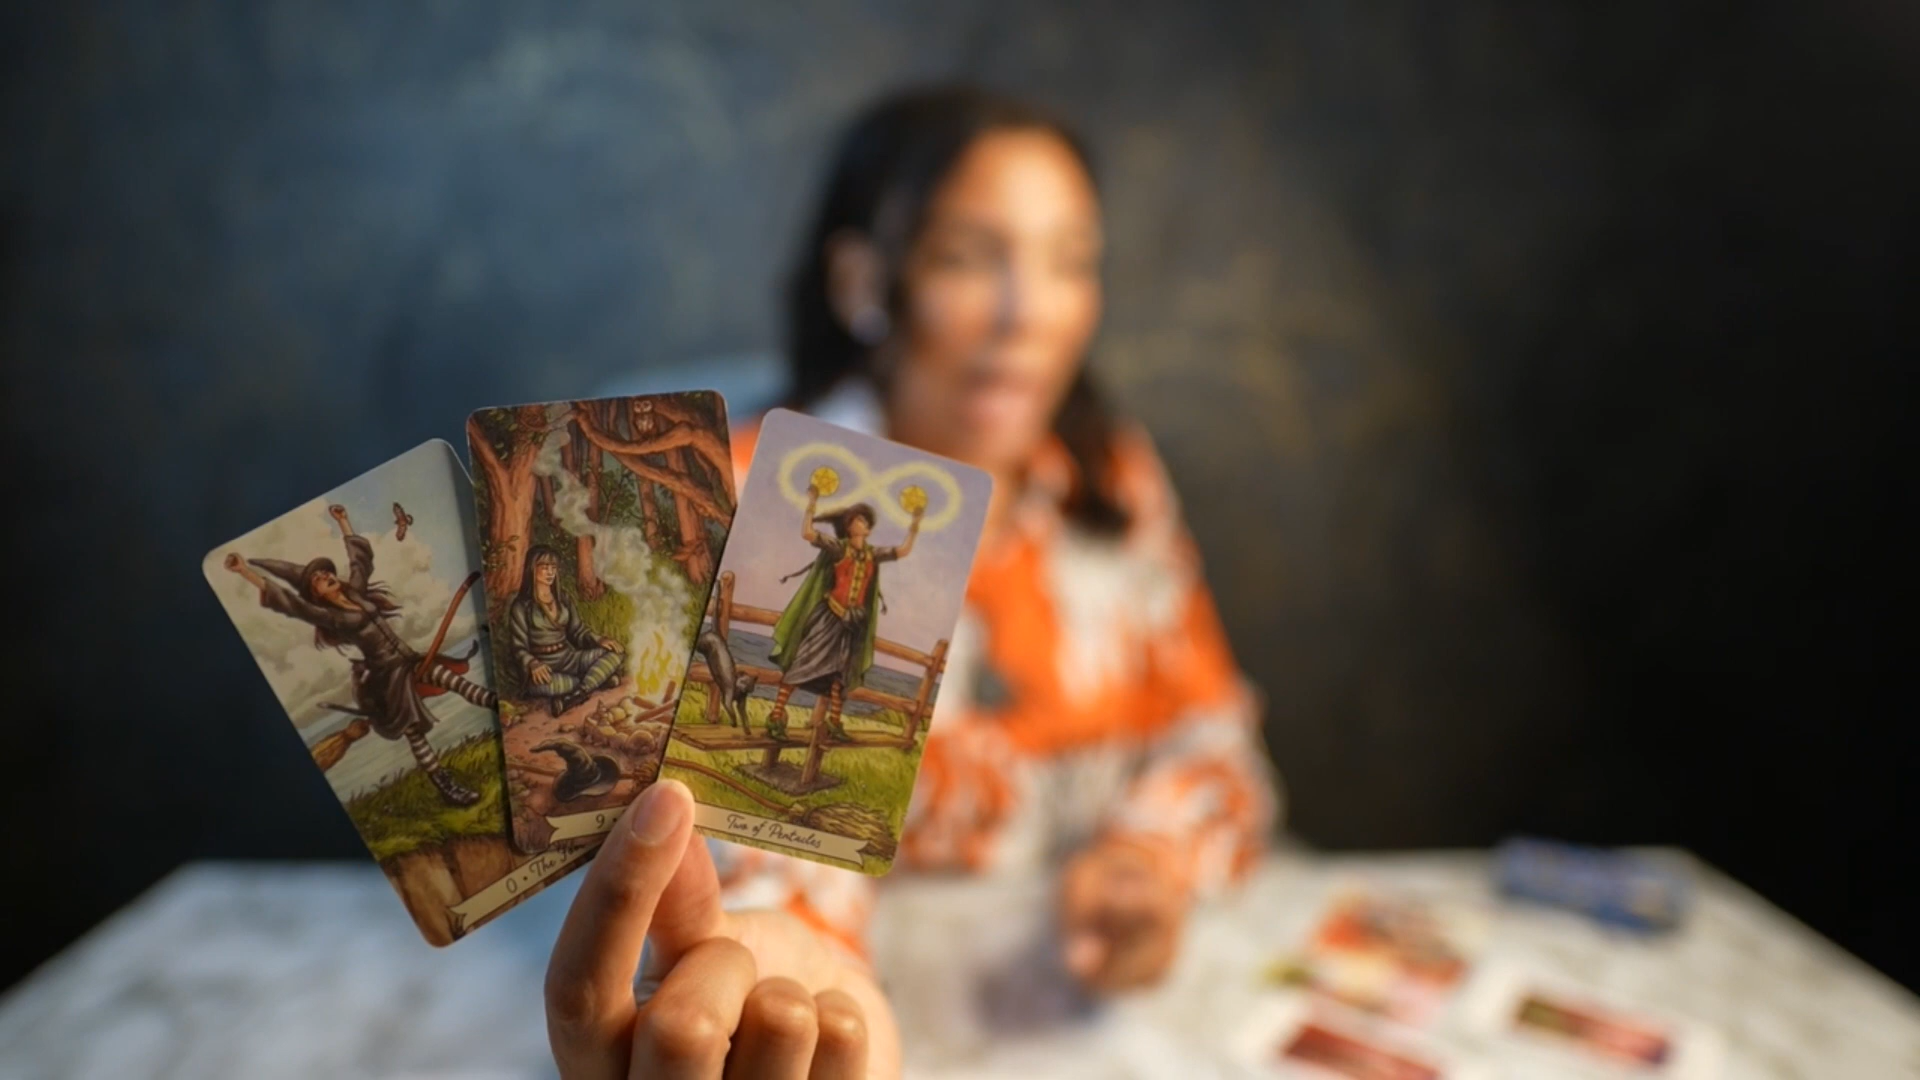 0 • The
9 •
Two of Pentacles